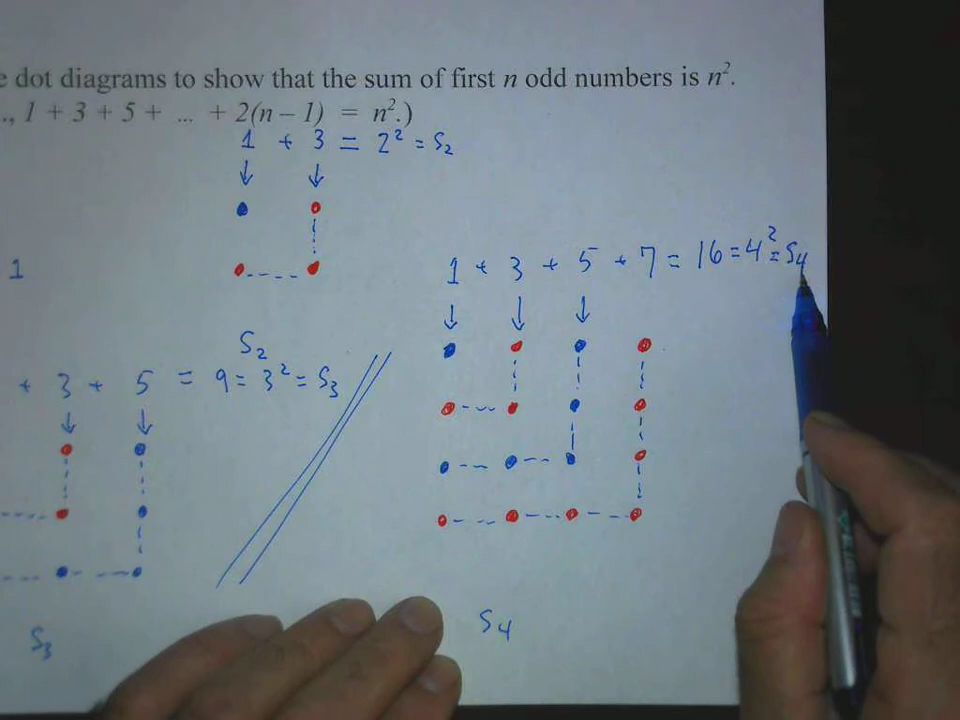 e dot diagrams to show that the sum of first n odd numbers is n².
., 1 + 3 + 5 + ... + 2(n – 1) = n².)
1 + 3 = 2² = S₂
1
1 + 3 + 5 + 7 = 16 = 4² = S₄
S₂
+ 3 + 5 = 9 = 3² = S₃
S₃
S₄